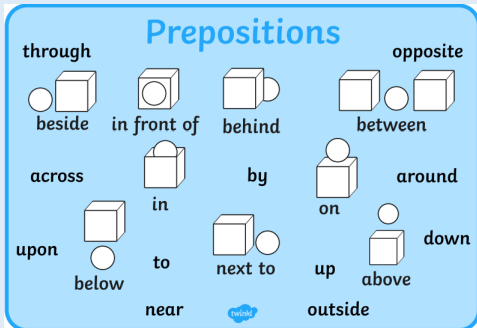 Prepositions
through
opposite
beside
in front of
behind
between
across
in
by
on
around
upon
below
to
next to
up
above
down
near
twinkl
outside